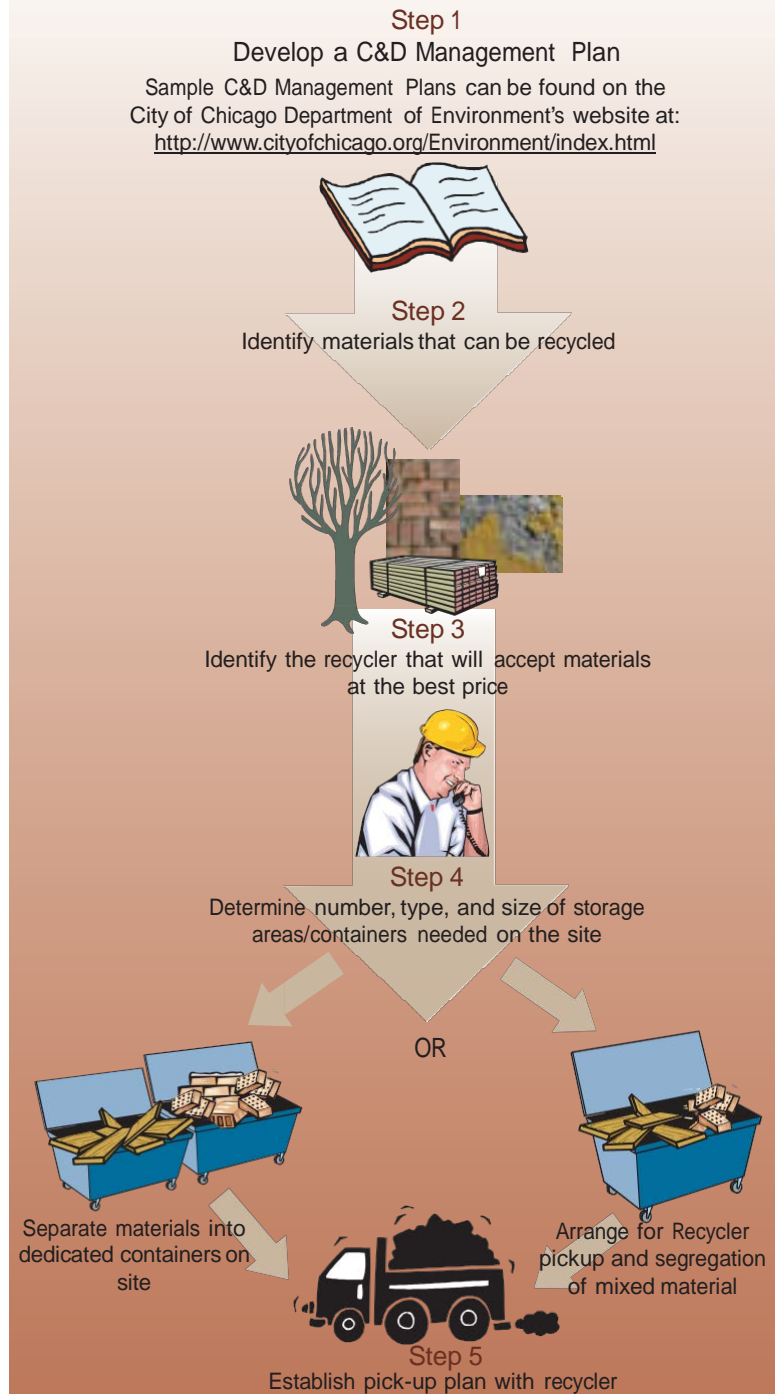 Step 1
Develop a C&D Management Plan
Sample C&D Management Plans can be found on the
City of Chicago Department of Environment's website at:
http://www.cityofchicago.org/Environment/index.html
Step 2
Identify materials that can be recycled
Step 3
Identify the recycler that will accept materials
at the best price
Step 4
Determine number, type, and size of storage
areas/containers needed on the site
OR
Separate materials into
dedicated containers on
site
Arrange for Recycler
pickup and segregation
of mixed material
Step 5
Establish pick-up plan with recycler